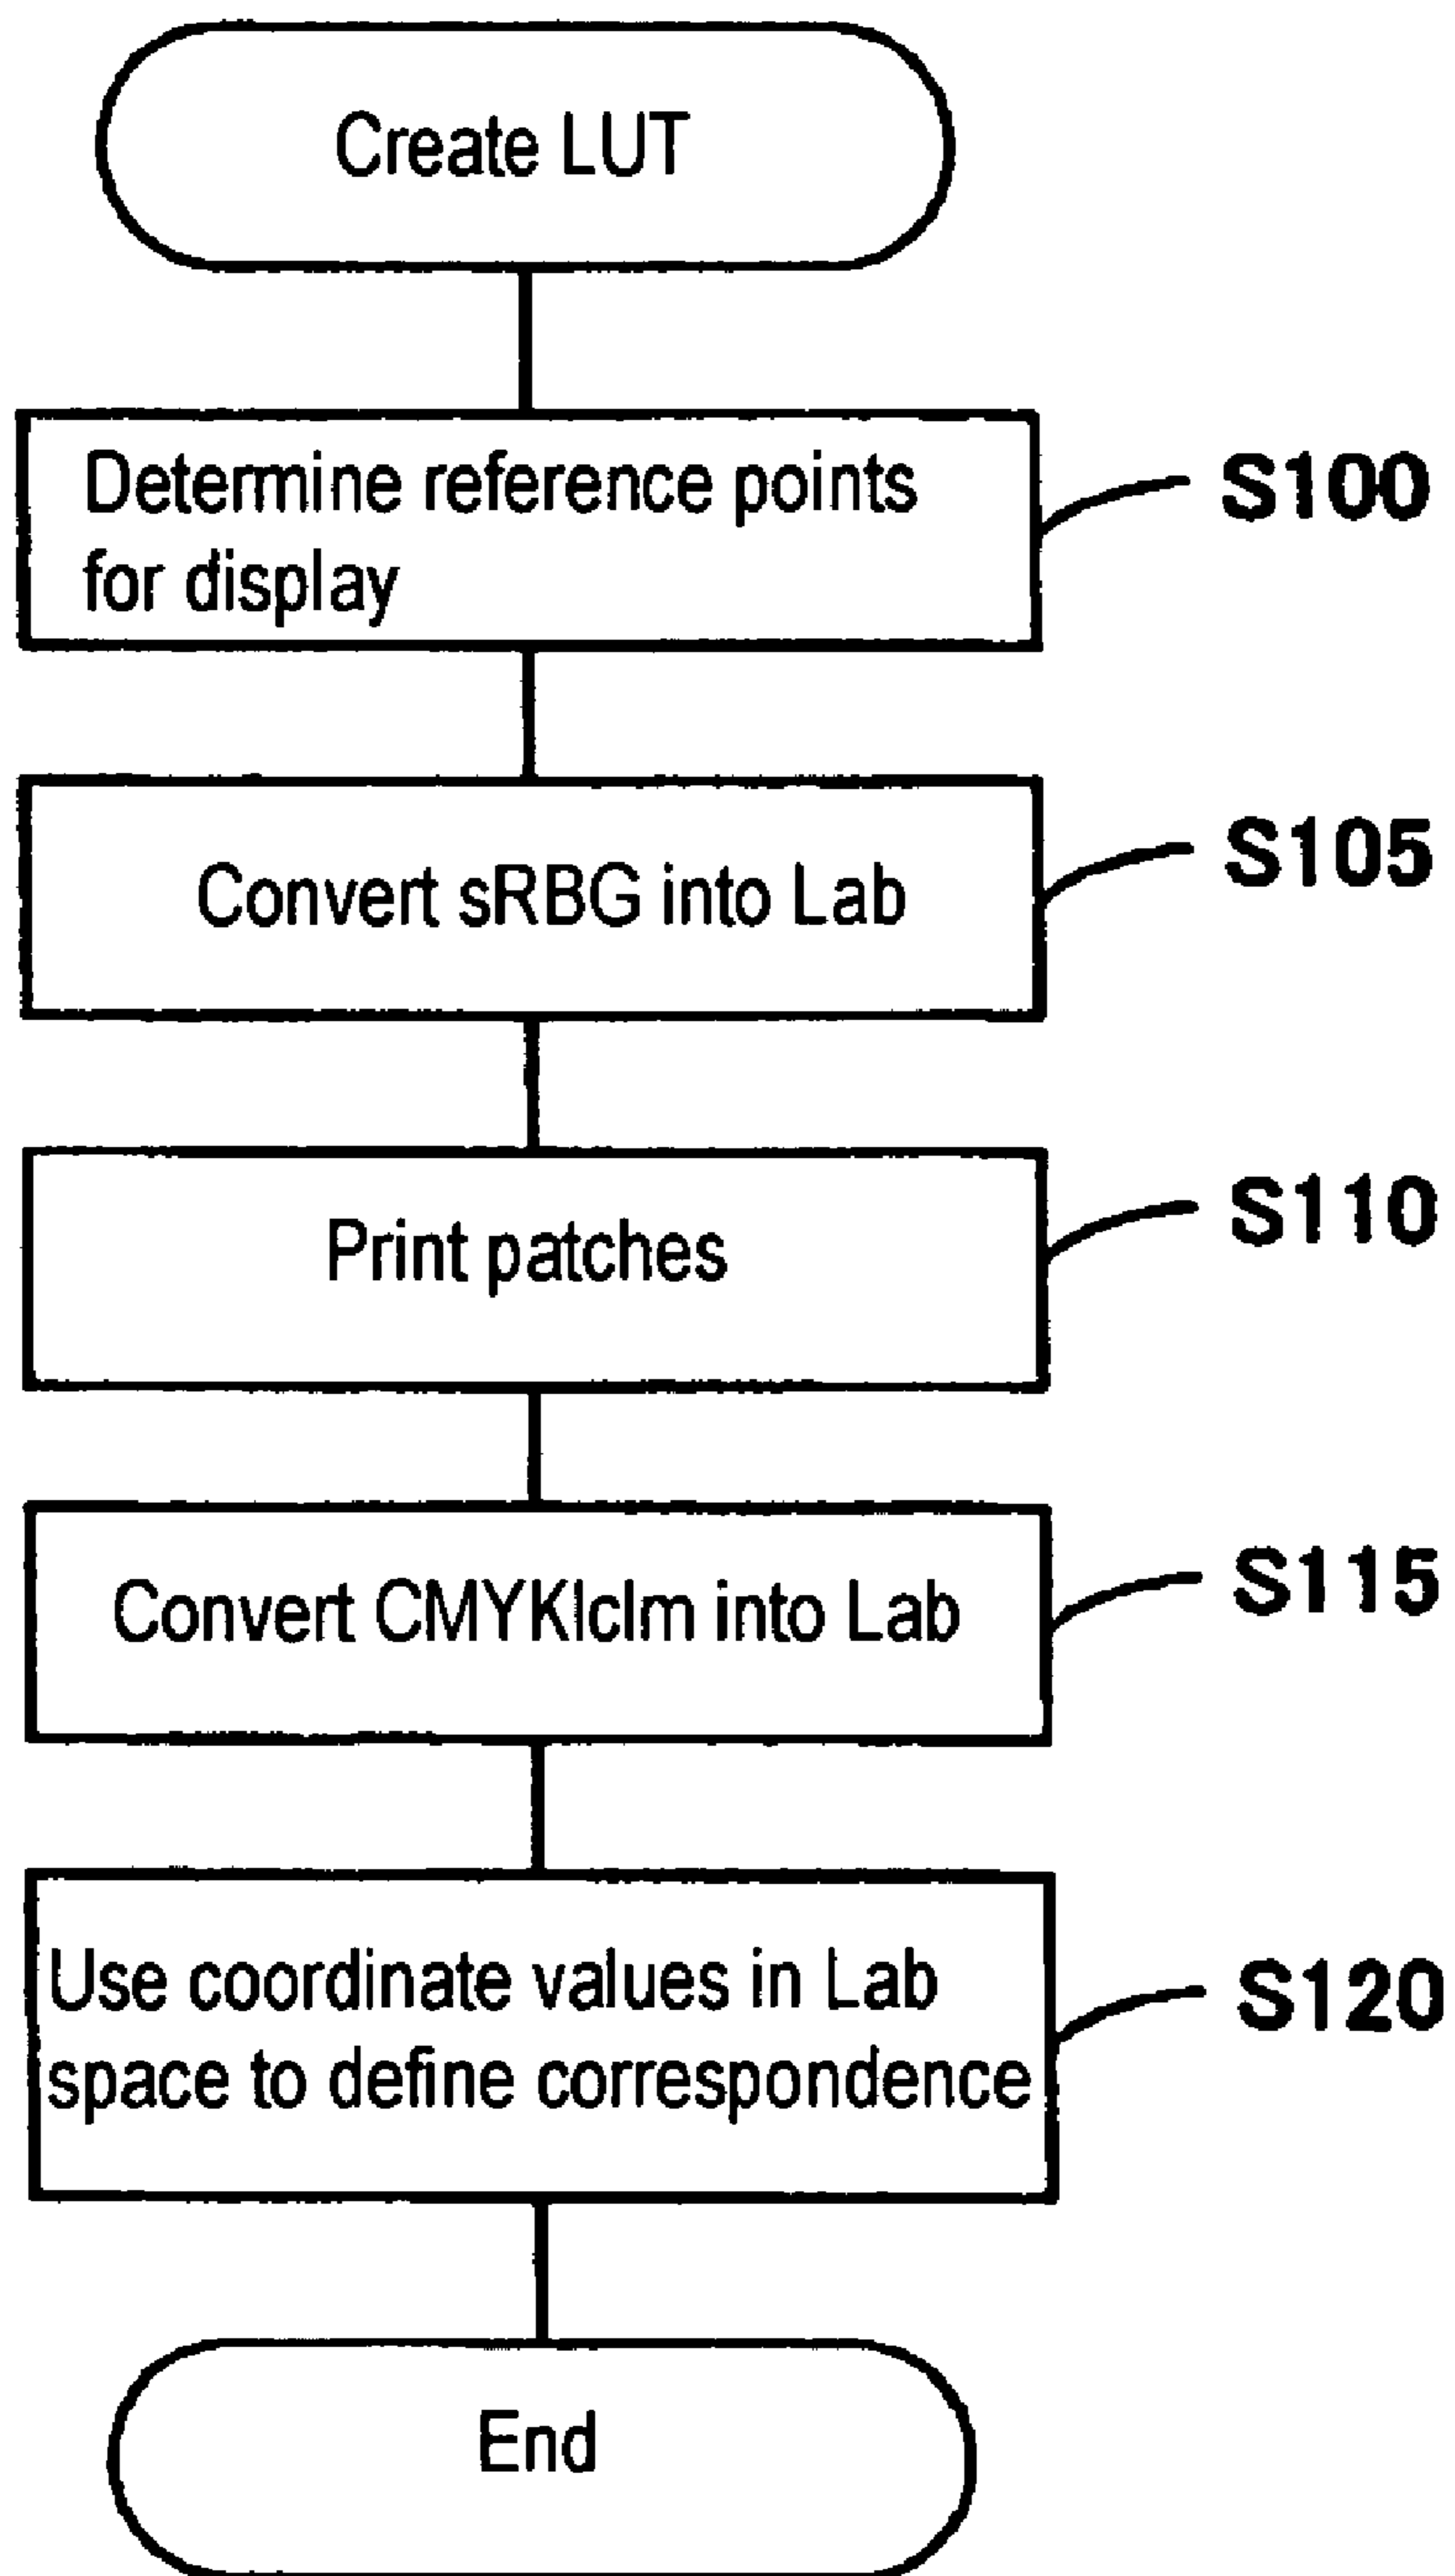 Create LUT
Determine reference points
for display
S100
Convert sRBG into Lab
S105
Print patches
S110
Convert CMYKlclm into Lab
S115
Use coordinate values in Lab
space to define correspondence
S120
End